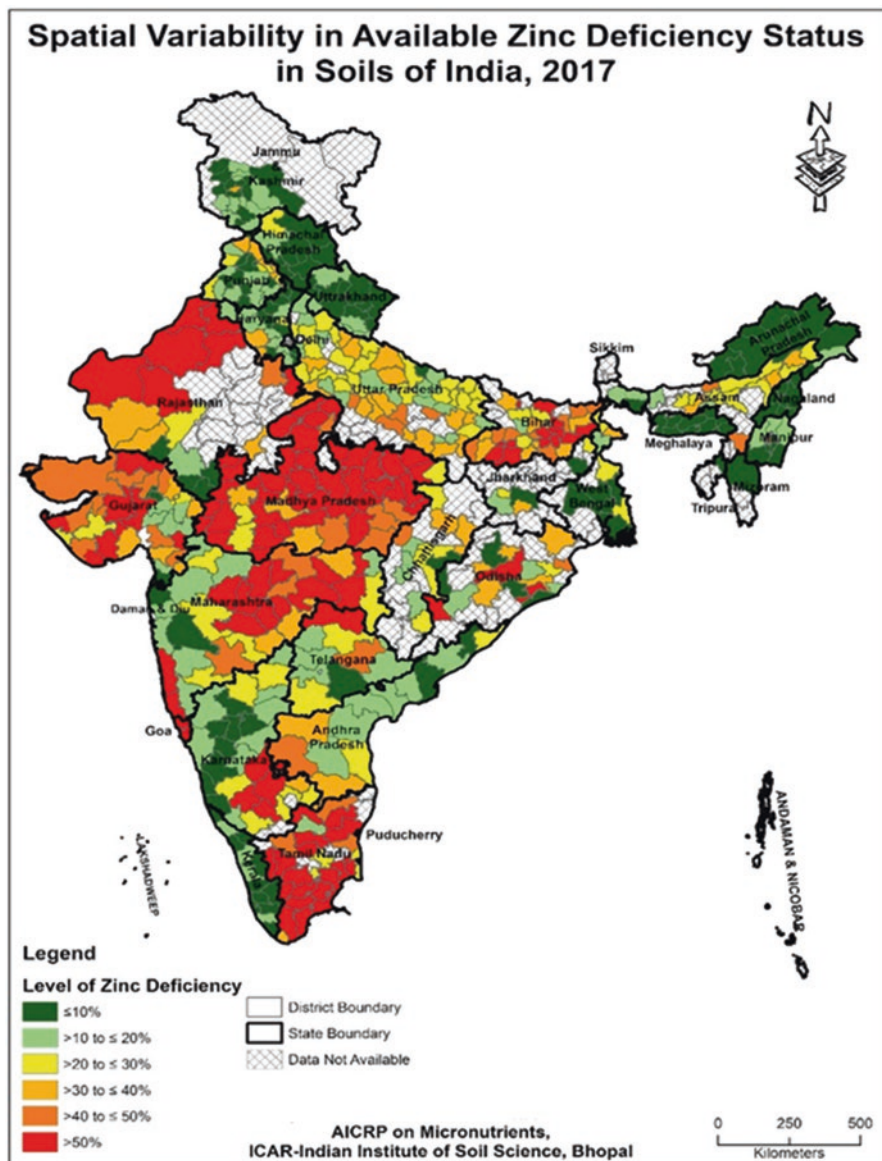 Spatial Variability in Available Zinc Deficiency Status
in Soils of India, 2017
N
Jammu
&
Kashmir
Himachal
Pradesh
Punjab
Uttrakhand
Haryana
Delhi
Sikkim
Arunachal
Pradesh
Rajasthan
Uttar Pradesh
Assam
Nagaland
Bihar
Meghalaya
Manipur
Jharkhand
West
Bengal
Mizoram
Tripura
Gujarat
Madhya Pradesh
Chhattisgarh
Odisha
Daman & Diu
Maharashtra
Telangana
Goa
Andhra
Pradesh
Karnataka
Puducherry
Tamil Nadu
Kerala
LAKSHADWEEP
ANDAMAN & NICOBAR
Legend
Level of Zinc Deficiency
≤10%
>10 to ≤ 20%
>20 to ≤ 30%
>30 to ≤ 40%
>40 to ≤ 50%
>50%
District Boundary
State Boundary
Data Not Available
AICRP on Micronutrients,
ICAR-Indian Institute of Soil Science, Bhopal
0 250 500
Kilometers